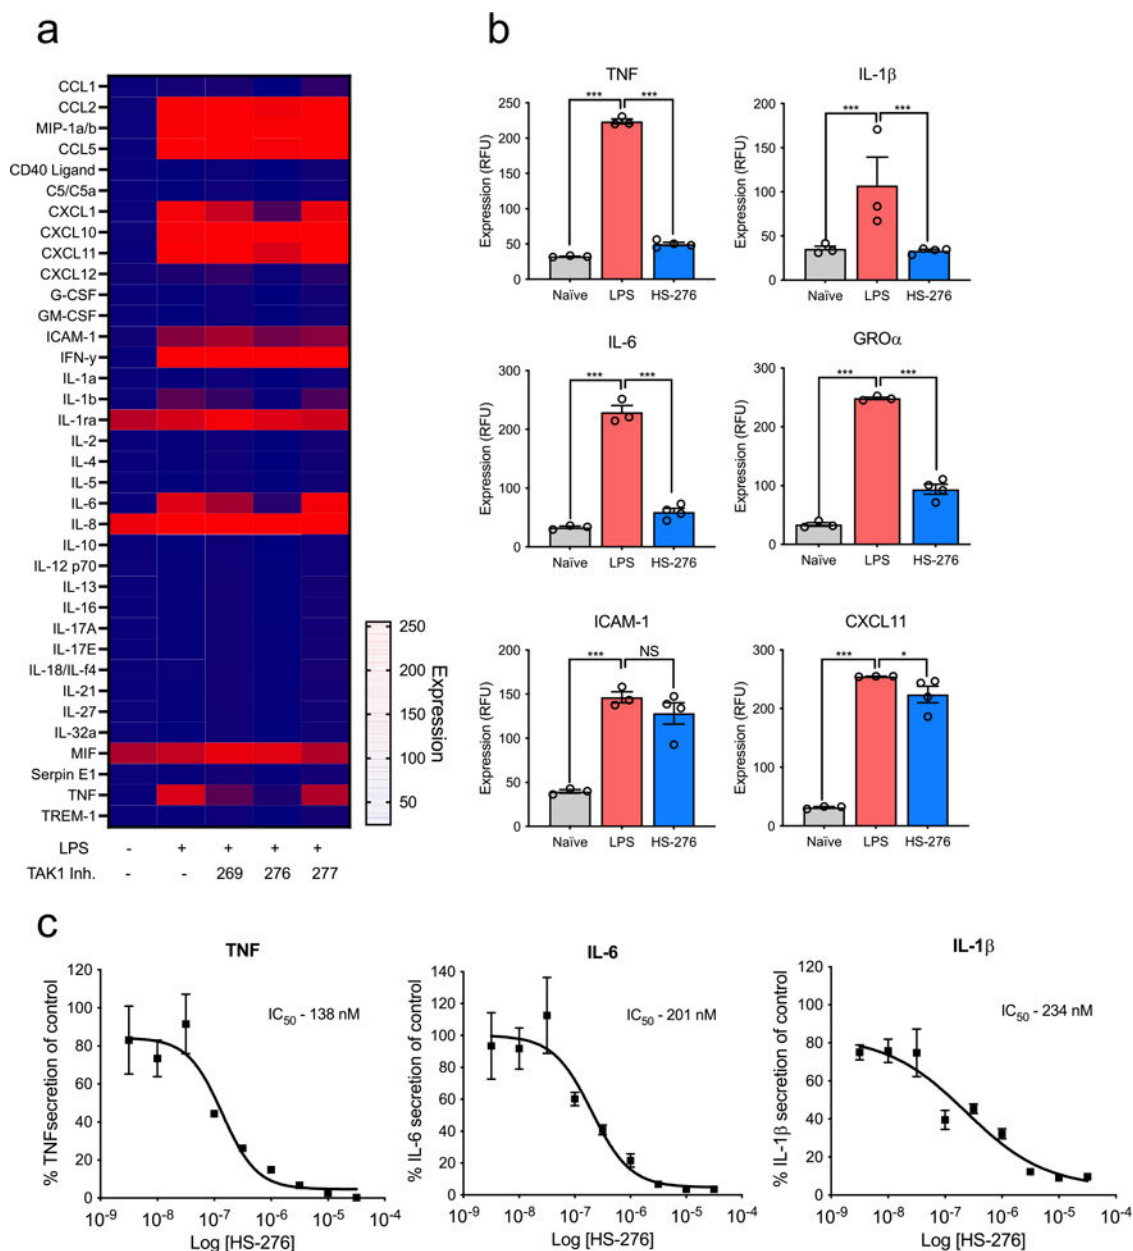 a
CCL1
CCL2
MIP-1a/b
CCL5
CD40 Ligand
C5/C5a
CXCL1
CXCL10
CXCL11
CXCL12
G-CSF
GM-CSF
ICAM-1
IFN-y
IL-1a
IL-1b
IL-1ra
IL-2
IL-4
IL-5
IL-6
IL-8
IL-10
IL-12 p70
IL-13
IL-16
IL-17A
IL-17E
IL-18/IL-f4
IL-21
IL-27
IL-32a
MIF
Serpin E1
TNF
TREM-1
LPS - + + + +
TAK1 Inh. - - 269 276 277
250
200
150
100
50
Expression
b
TNF
Expression (RFU)
250
200
150
100
50
0
*** ***
Naïve LPS HS-276
IL-1β
Expression (RFU)
200
150
100
50
0
*** ***
Naïve LPS HS-276
IL-6
Expression (RFU)
300
200
100
0
*** ***
Naïve LPS HS-276
GROα
Expression (RFU)
300
200
100
0
*** ***
Naïve LPS HS-276
ICAM-1
Expression (RFU)
200
150
100
50
0
*** NS
Naïve LPS HS-276
CXCL11
Expression (RFU)
300
200
100
0
*** *
Naïve LPS HS-276
c
TNF
% TNFsecretion of control
120
100
80
60
40
20
0
IC50 - 138 nM
10-9 10-8 10-7 10-6 10-5 10-4
Log [HS-276]
IL-6
% IL-6 secretion of control
140
120
100
80
60
40
20
0
IC50 - 201 nM
10-9 10-8 10-7 10-6 10-5 10-4
Log [HS-276]
IL-1β
% IL-1β secretion of control
120
100
80
60
40
20
0
IC50 - 234 nM
10-9 10-8 10-7 10-6 10-5 10-4
Log [HS-276]